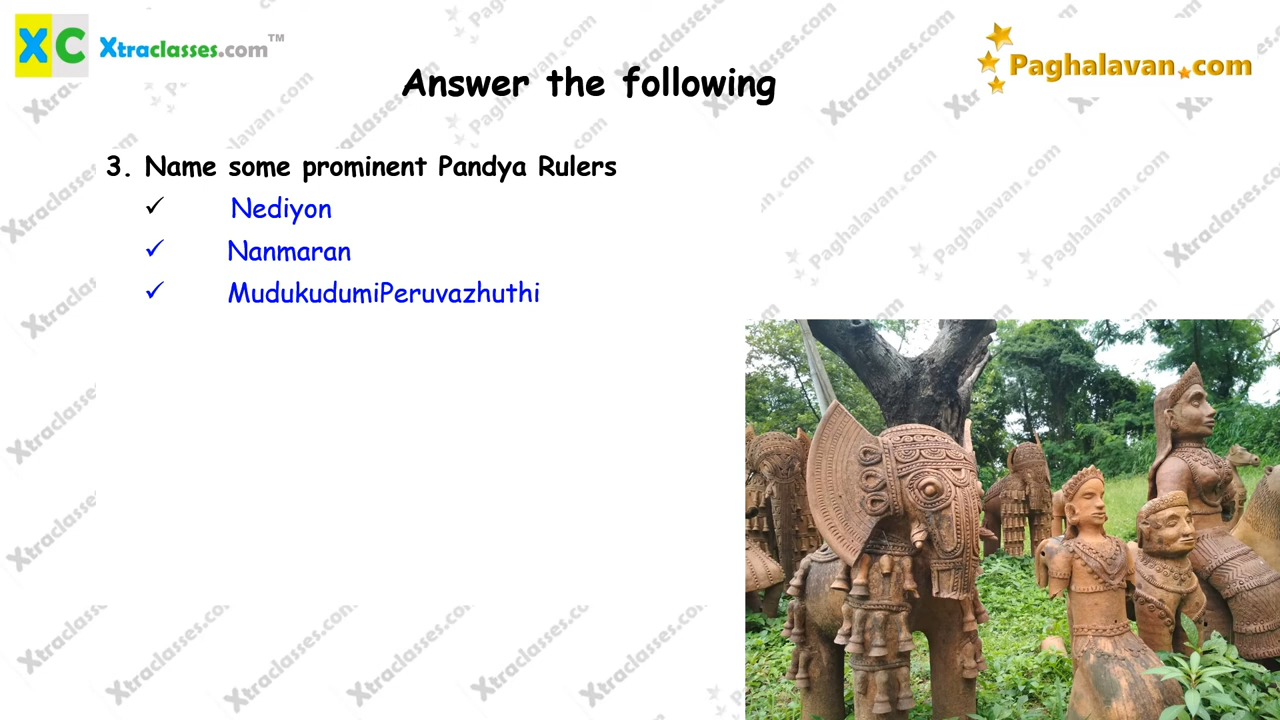 XC Xtraclasses.com™
Paghalavan.com
Answer the following
3. Name some prominent Pandya Rulers
✓ Nediyon
✓ Nanmaran
✓ MudukudumiPeruvazhuthi